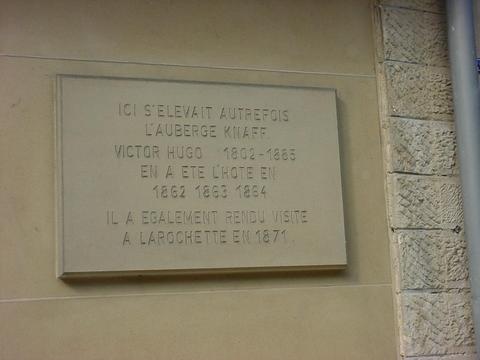 ICI S'ELEVAIT AUTREFOIS
L'AUBERGE KNAFF.
VICTOR HUGO 1802-1885
EN A ETE L'HOTE EN
1862 1863 1864
IL A EGALEMENT RENDU VISITE
A LAROCHETTE EN 1871.